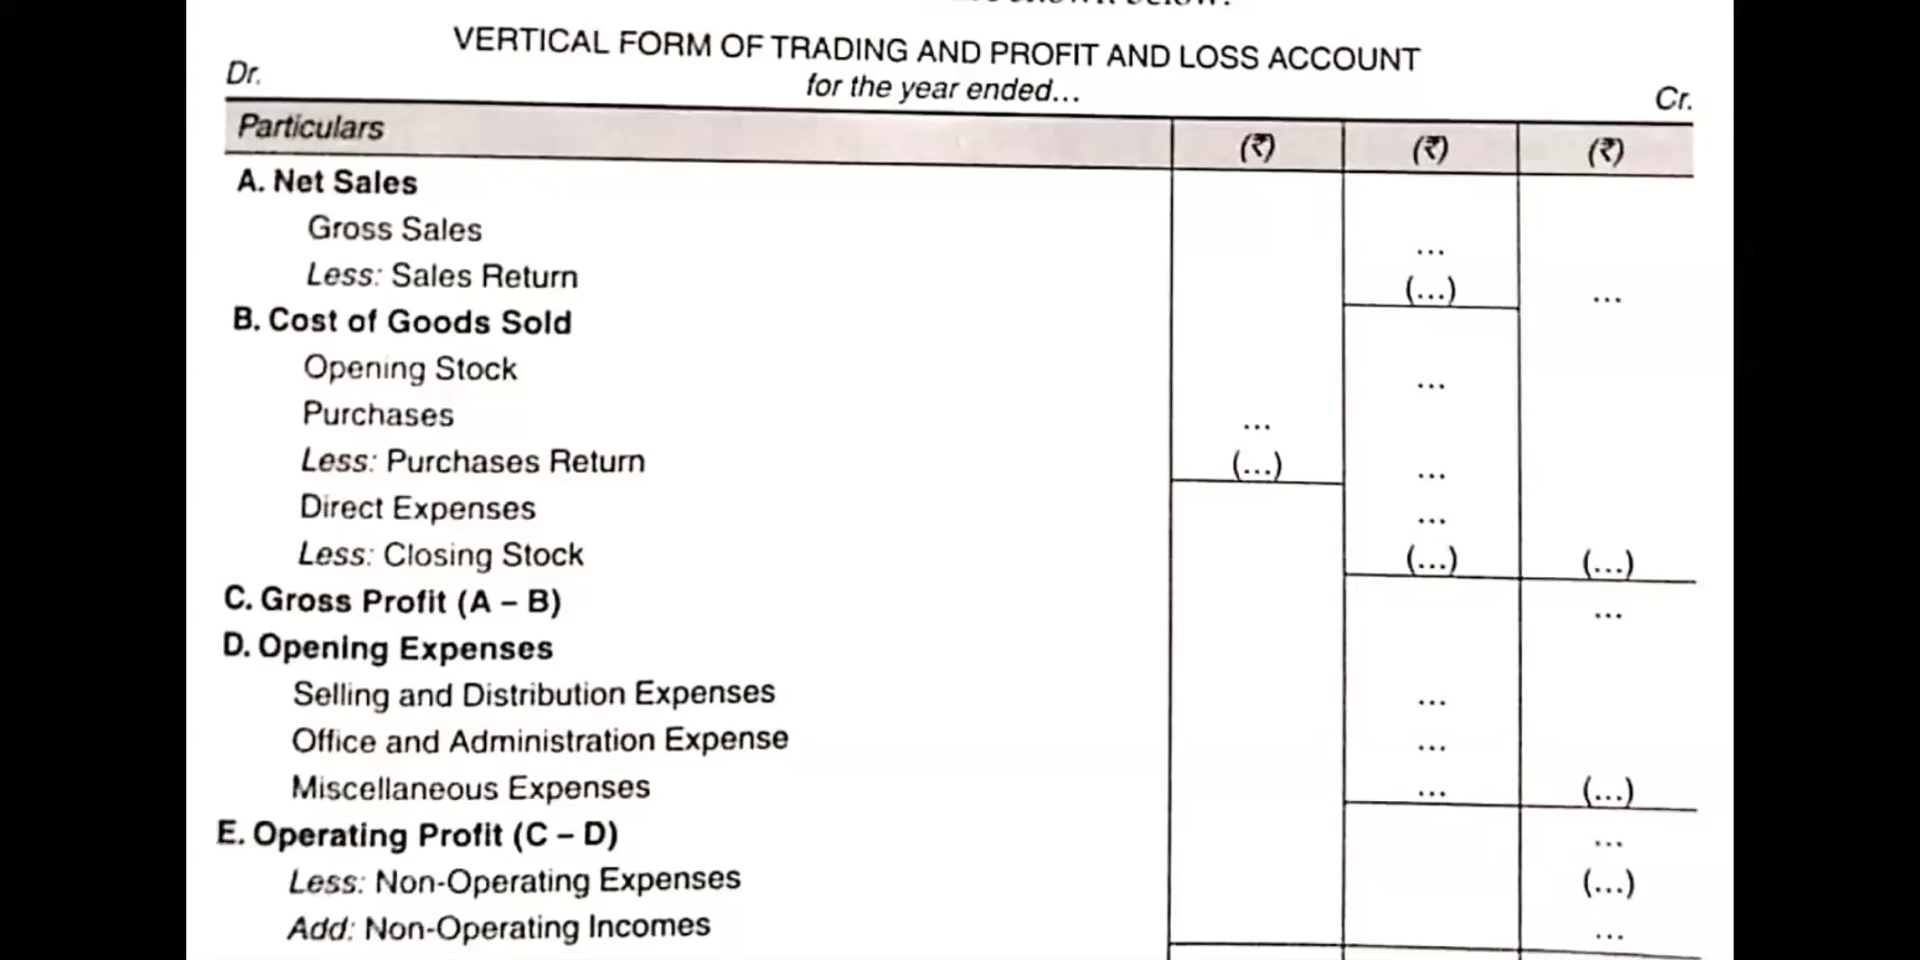 shown below:
VERTICAL FORM OF TRADING AND PROFIT AND LOSS ACCOUNT
Dr. for the year ended... Cr.
Particulars (₹) (₹) (₹)
A. Net Sales
Gross Sales ...
Less: Sales Return (...) ...
B. Cost of Goods Sold
Opening Stock ...
Purchases ...
Less: Purchases Return (...) ...
Direct Expenses ...
Less: Closing Stock (...) (...)
C. Gross Profit (A – B) ...
D. Opening Expenses
Selling and Distribution Expenses ...
Office and Administration Expense ...
Miscellaneous Expenses ... (...)
E. Operating Profit (C – D) ...
Less: Non-Operating Expenses (...)
Add: Non-Operating Incomes ...